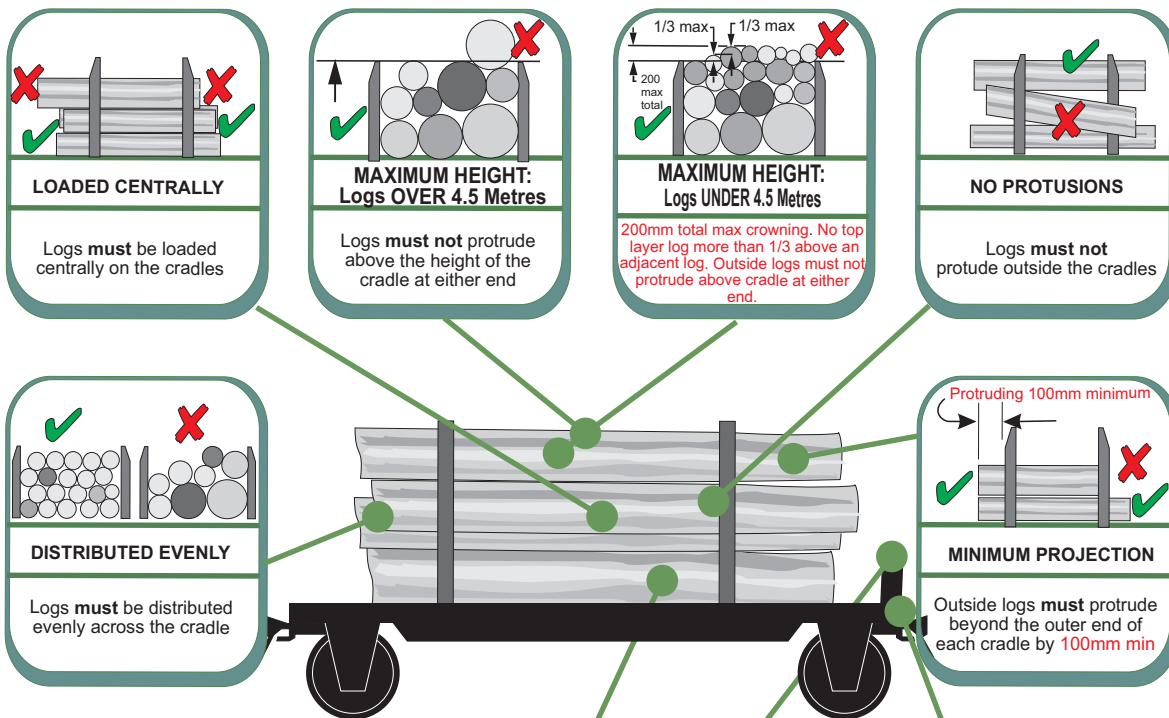 LOADED CENTRALLY
Logs must be loaded
centrally on the cradles
MAXIMUM HEIGHT:
Logs OVER 4.5 Metres
Logs must not protrude
above the height of the
cradle at either end
1/3 max
1/3 max
200
max
total
MAXIMUM HEIGHT:
Logs UNDER 4.5 Metres
200mm total max crowning. No top
layer log more than 1/3 above an
adjacent log. Outside logs must not
protrude above cradle at either
end.
NO PROTUSIONS
Logs must not
protude outside the cradles
DISTRIBUTED EVENLY
Logs must be distributed
evenly across the cradle
Protruding 100mm minimum
MINIMUM PROJECTION
Outside logs must protrude
beyond the outer end of
each cradle by 100mm min